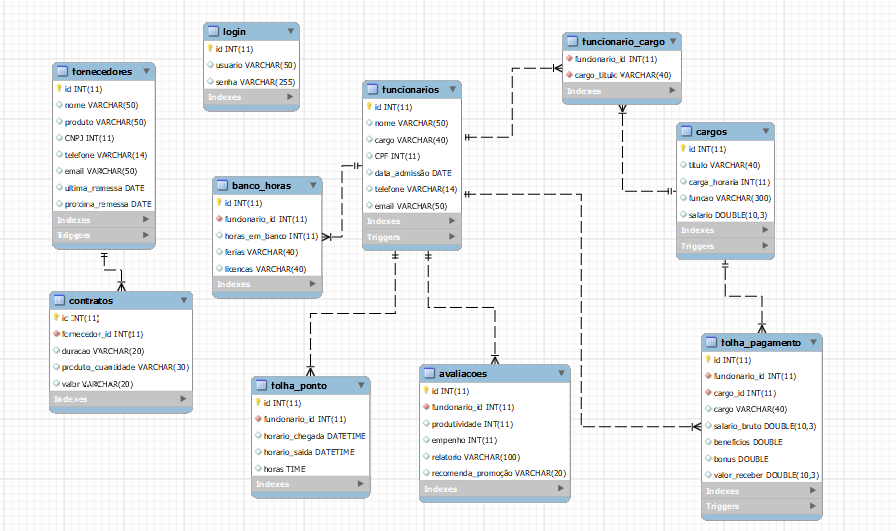 login
id INT(11)
usuario VARCHAR(50)
senha VARCHAR(255)
Indexes
fornecedores
id INT(11)
nome VARCHAR(50)
produto VARCHAR(50)
CNPJ INT(11)
telefone VARCHAR(14)
email VARCHAR(50)
ultima_remessa DATE
proxima_remessa DATE
Indexes
Triggers
contratos
id INT(11)
fornecedor_id INT(11)
duracao VARCHAR(20)
produto_quantidade VARCHAR(30)
valor VARCHAR(20)
Indexes
banco_horas
id INT(11)
funcionario_id INT(11)
horas_em_banco INT(11)
ferias VARCHAR(40)
licencas VARCHAR(40)
Indexes
funcionarios
id INT(11)
nome VARCHAR(50)
cargo VARCHAR(40)
CPF INT(11)
data_admissão DATE
telefone VARCHAR(14)
email VARCHAR(50)
Indexes
Triggers
funcionario_cargo
funcionario_id INT(11)
cargo_titulo VARCHAR(40)
Indexes
cargos
id INT(11)
titulo VARCHAR(40)
carga_horaria INT(11)
funcao VARCHAR(300)
salario DOUBLE(10,3)
Indexes
Triggers
folha_ponto
id INT(11)
funcionario_id INT(11)
horario_chegada DATETIME
horario_saida DATETIME
horas TIME
Indexes
avaliacoes
id INT(11)
funcionario_id INT(11)
produtividade INT(11)
empenho INT(11)
relatorio VARCHAR(100)
recomenda_promoção VARCHAR(20)
Indexes
folha_pagamento
id INT(11)
funcionario_id INT(11)
cargo_id INT(11)
cargo VARCHAR(40)
salario_bruto DOUBLE(10,3)
beneficios DOUBLE
bonus DOUBLE
valor_receber DOUBLE(10,3)
Indexes
Triggers